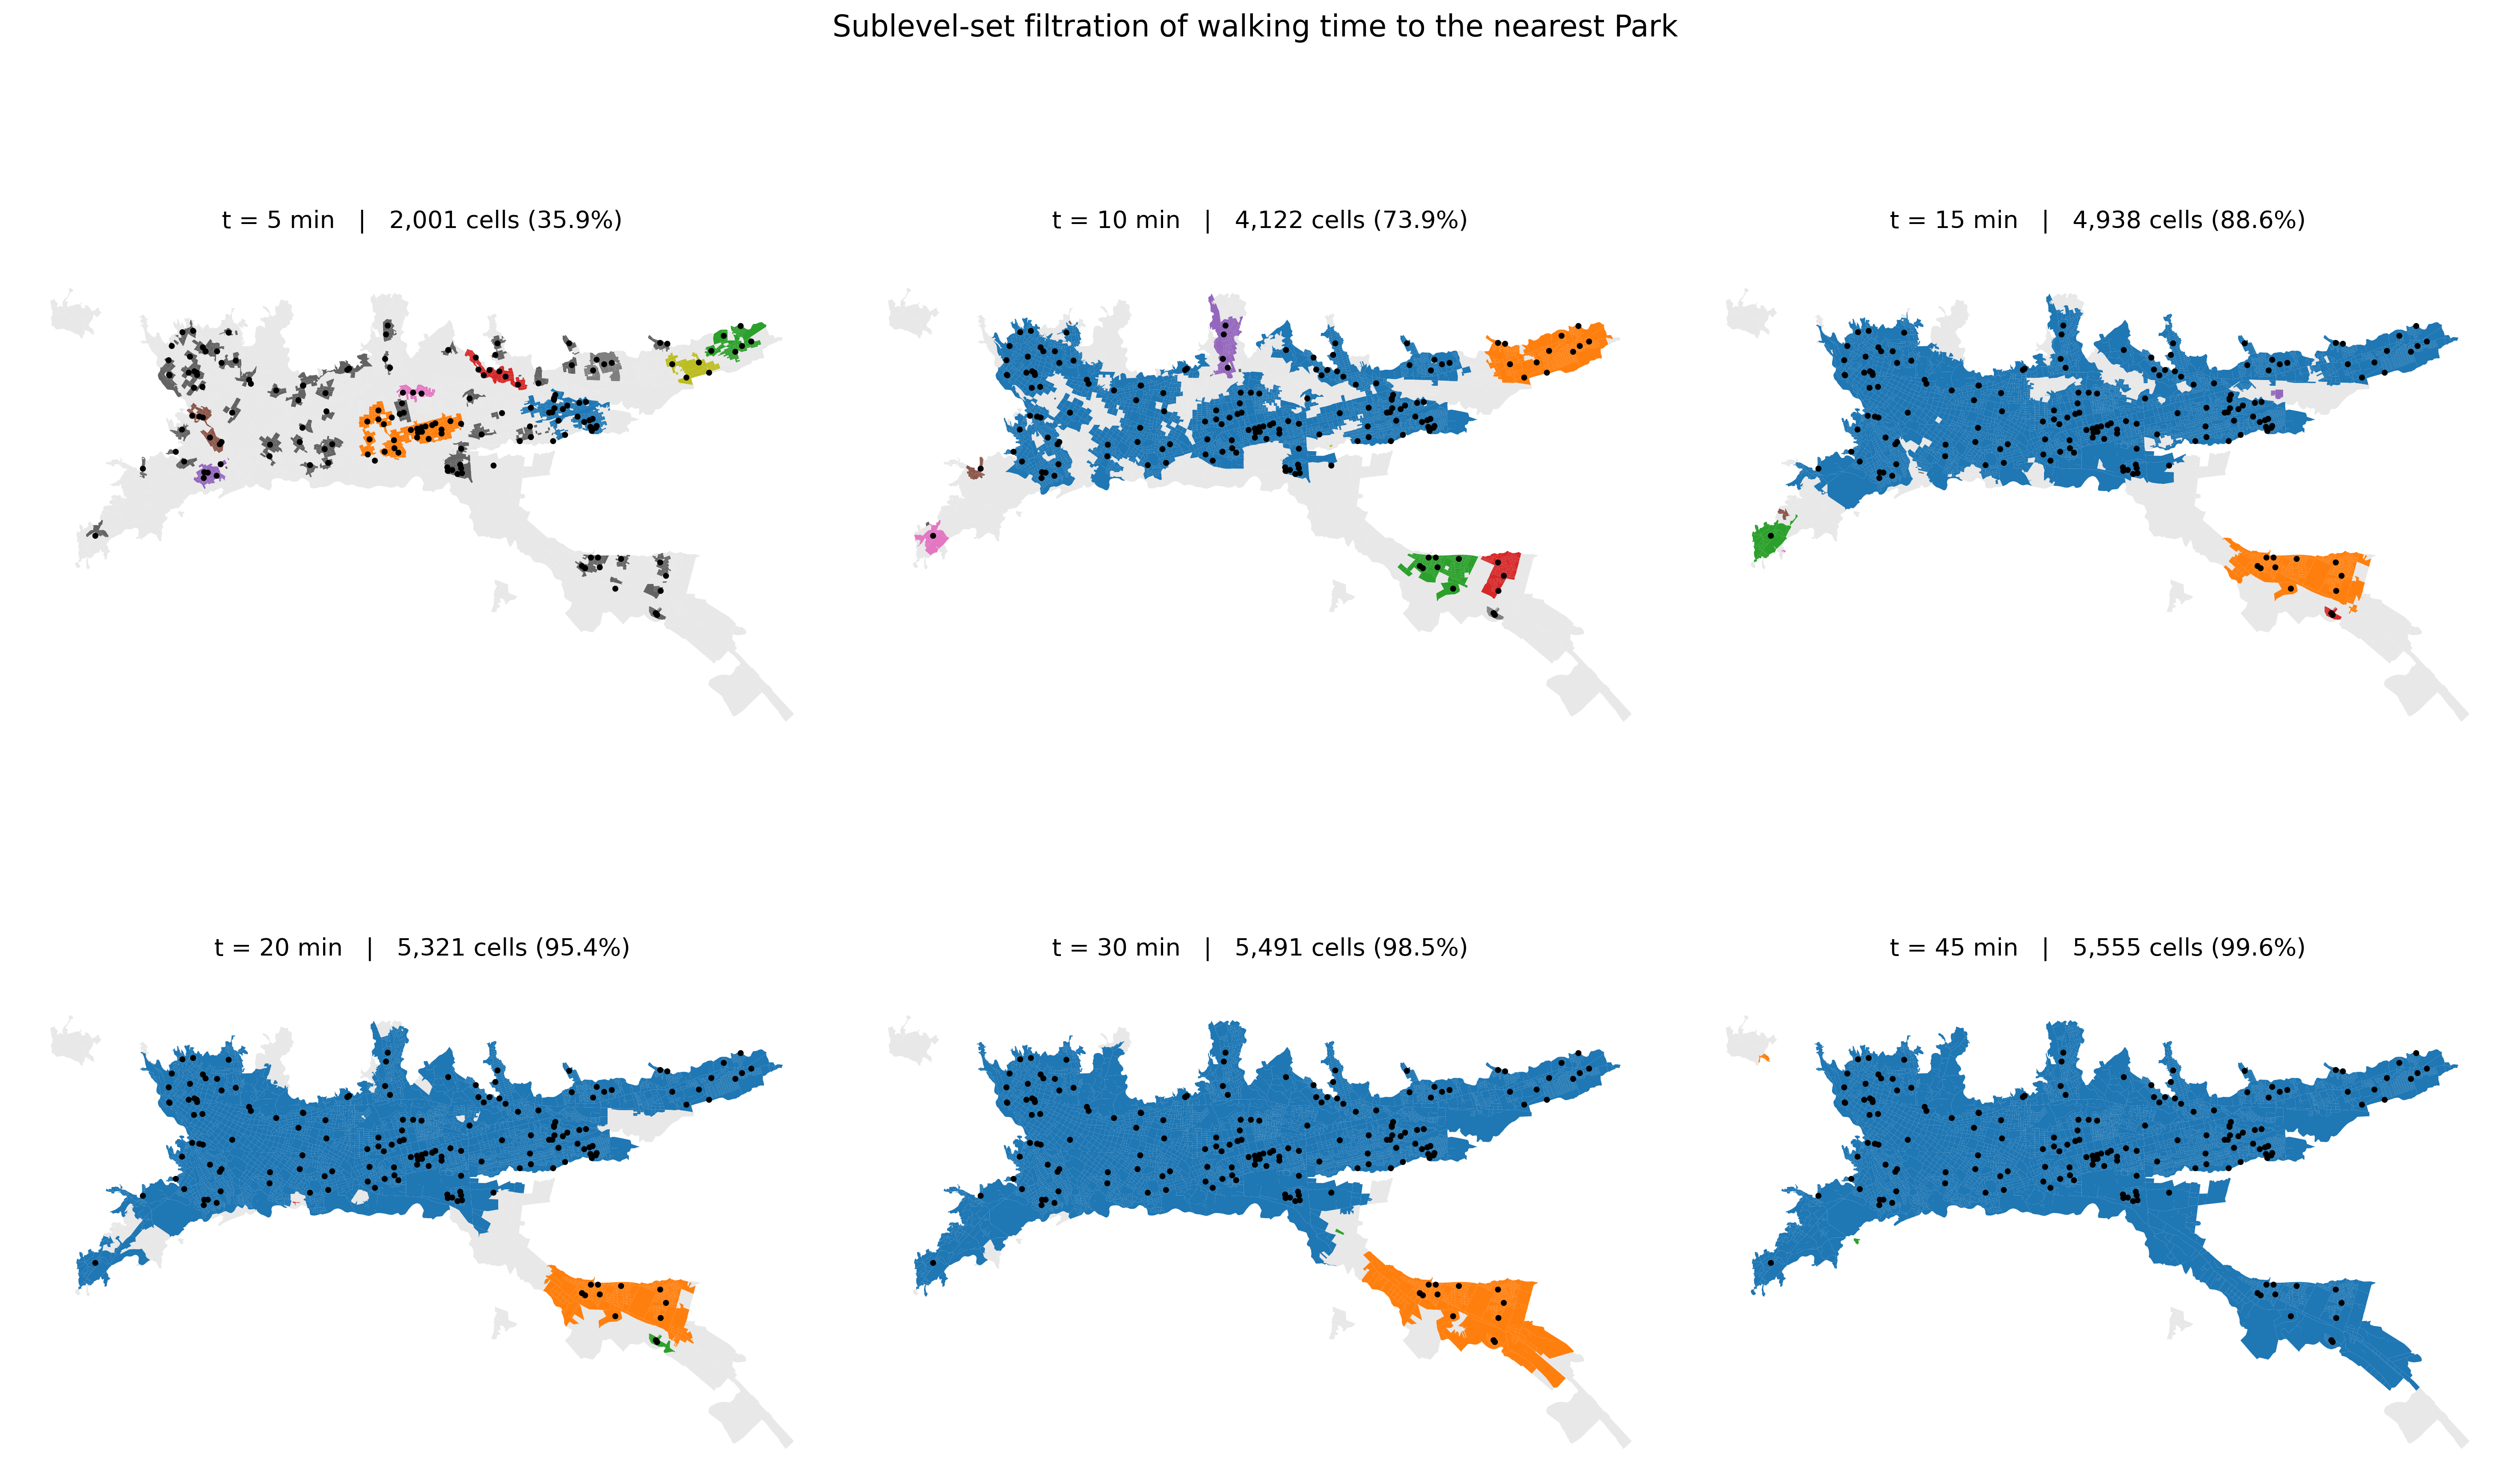 Sublevel-set filtration of walking time to the nearest Park
t = 5 min | 2,001 cells (35.9%)
t = 10 min | 4,122 cells (73.9%)
t = 15 min | 4,938 cells (88.6%)
t = 20 min | 5,321 cells (95.4%)
t = 30 min | 5,491 cells (98.5%)
t = 45 min | 5,555 cells (99.6%)